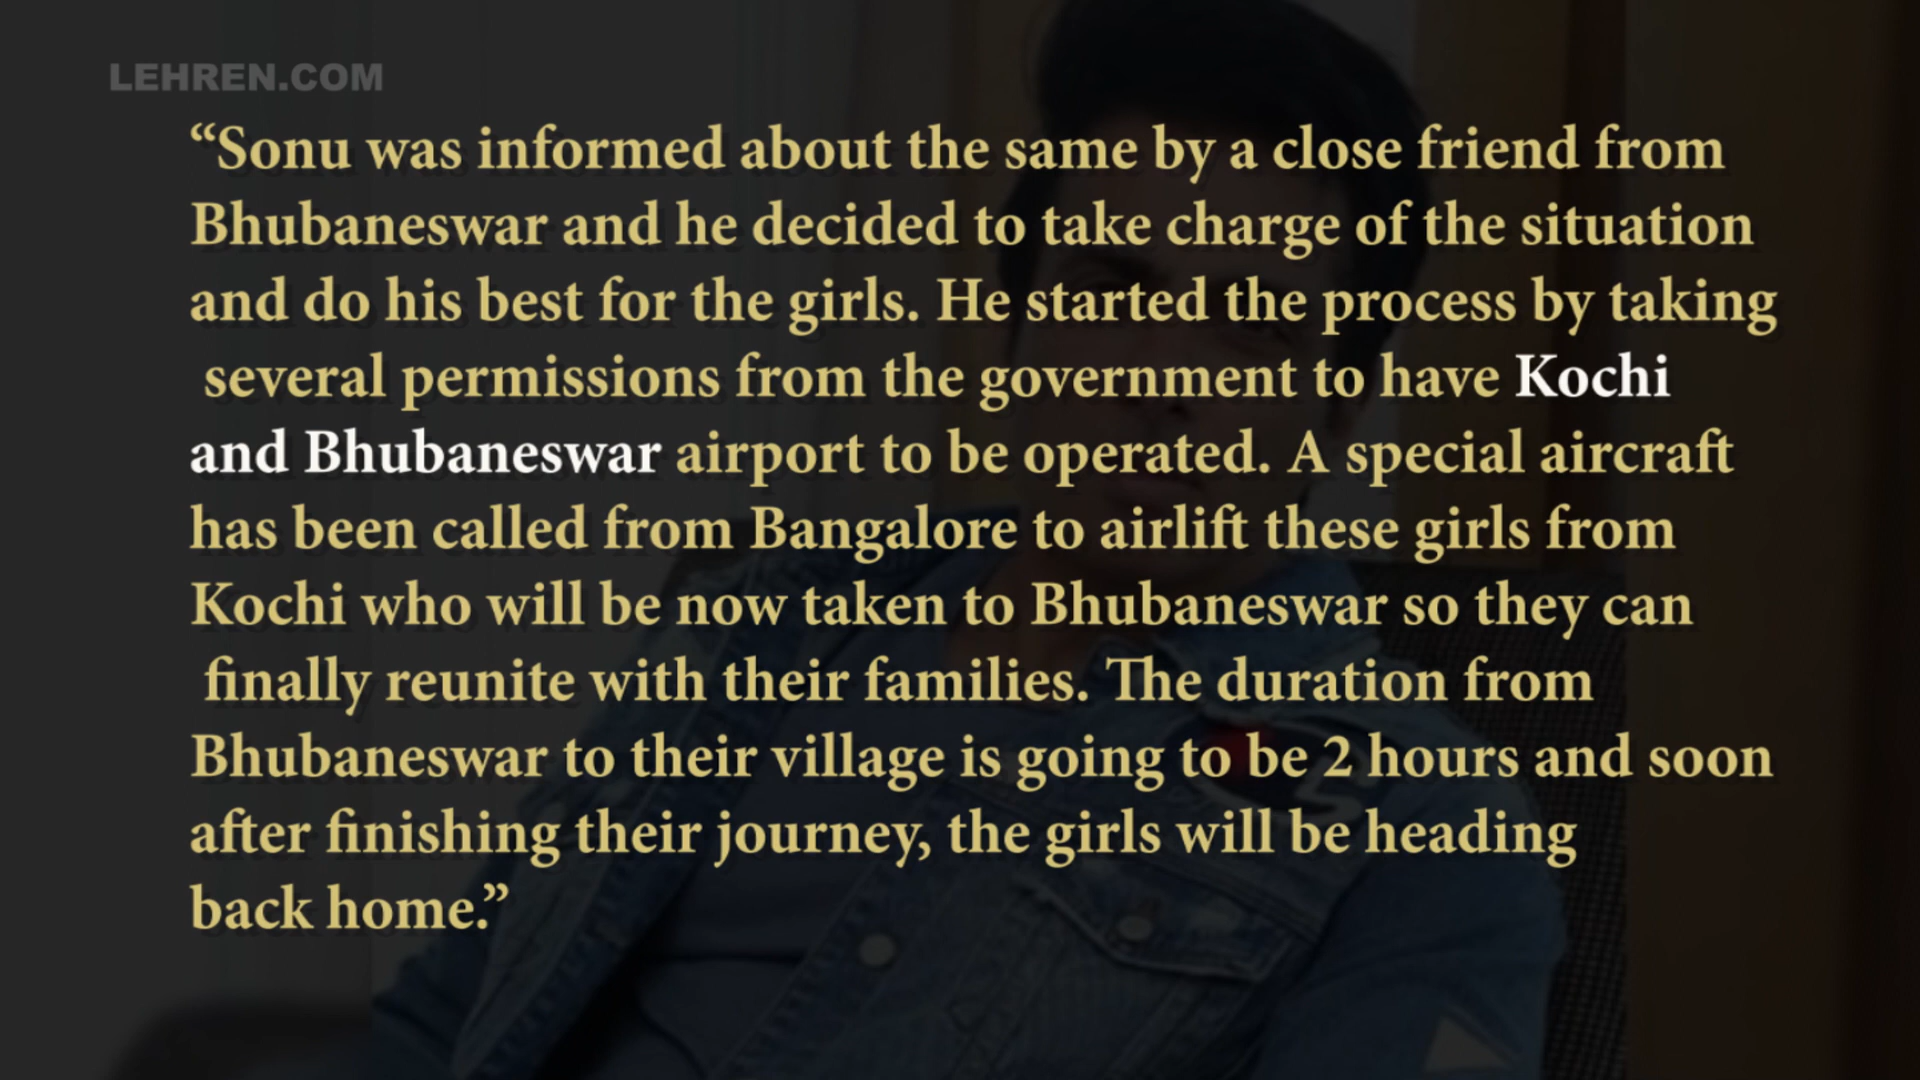 LEHREN.COM
“Sonu was informed about the same by a close friend from
Bhubaneswar and he decided to take charge of the situation
and do his best for the girls. He started the process by taking
several permissions from the government to have Kochi
and Bhubaneswar airport to be operated. A special aircraft
has been called from Bangalore to airlift these girls from
Kochi who will be now taken to Bhubaneswar so they can
finally reunite with their families. The duration from
Bhubaneswar to their village is going to be 2 hours and soon
after finishing their journey, the girls will be heading
back home.”